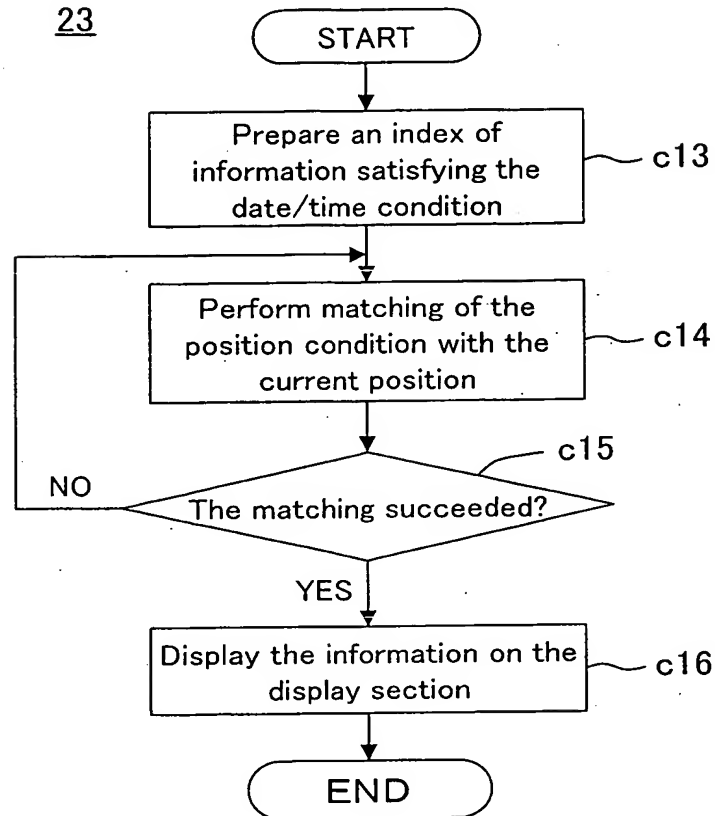 23
START
Prepare an index of
information satisfying the
date/time condition
c13
Perform matching of the
position condition with the
current position
c14
c15
NO
The matching succeeded?
YES
Display the information on the
display section
c16
END